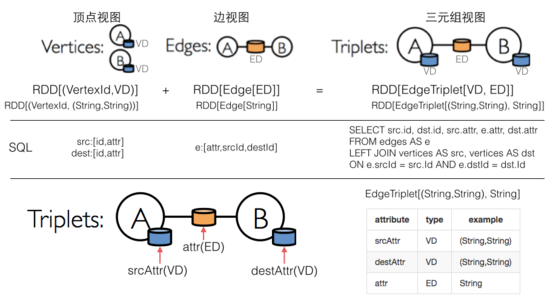 顶点视图
边视图
三元组视图
Vertices:
A
VD
B
VD
Edges:
A
B
ED
Triplets:
A
B
VD
ED
VD
RDD[(VertexId,VD)]
+
RDD[Edge[ED]]
=
RDD[EdgeTriplet[VD, ED]]
RDD[(VertexId, (String,String))]
RDD[Edge[String]]
RDD[EdgeTriplet[(String,String), String]]
SQL
src:[id,attr]
dest:[id,attr]
e:[attr,srcId,destId]
SELECT src.id, dst.id, src.attr, e.attr, dst.attr
FROM edges AS e
LEFT JOIN vertices AS src, vertices AS dst
ON e.srcId = src.Id AND e.dstId = dst.Id
Triplets:
A
B
attr(ED)
srcAttr(VD)
destAttr(VD)
EdgeTriplet[(String,String), String]
attribute type example
srcAttr VD (String,String)
destAttr VD (String,String)
attr ED String